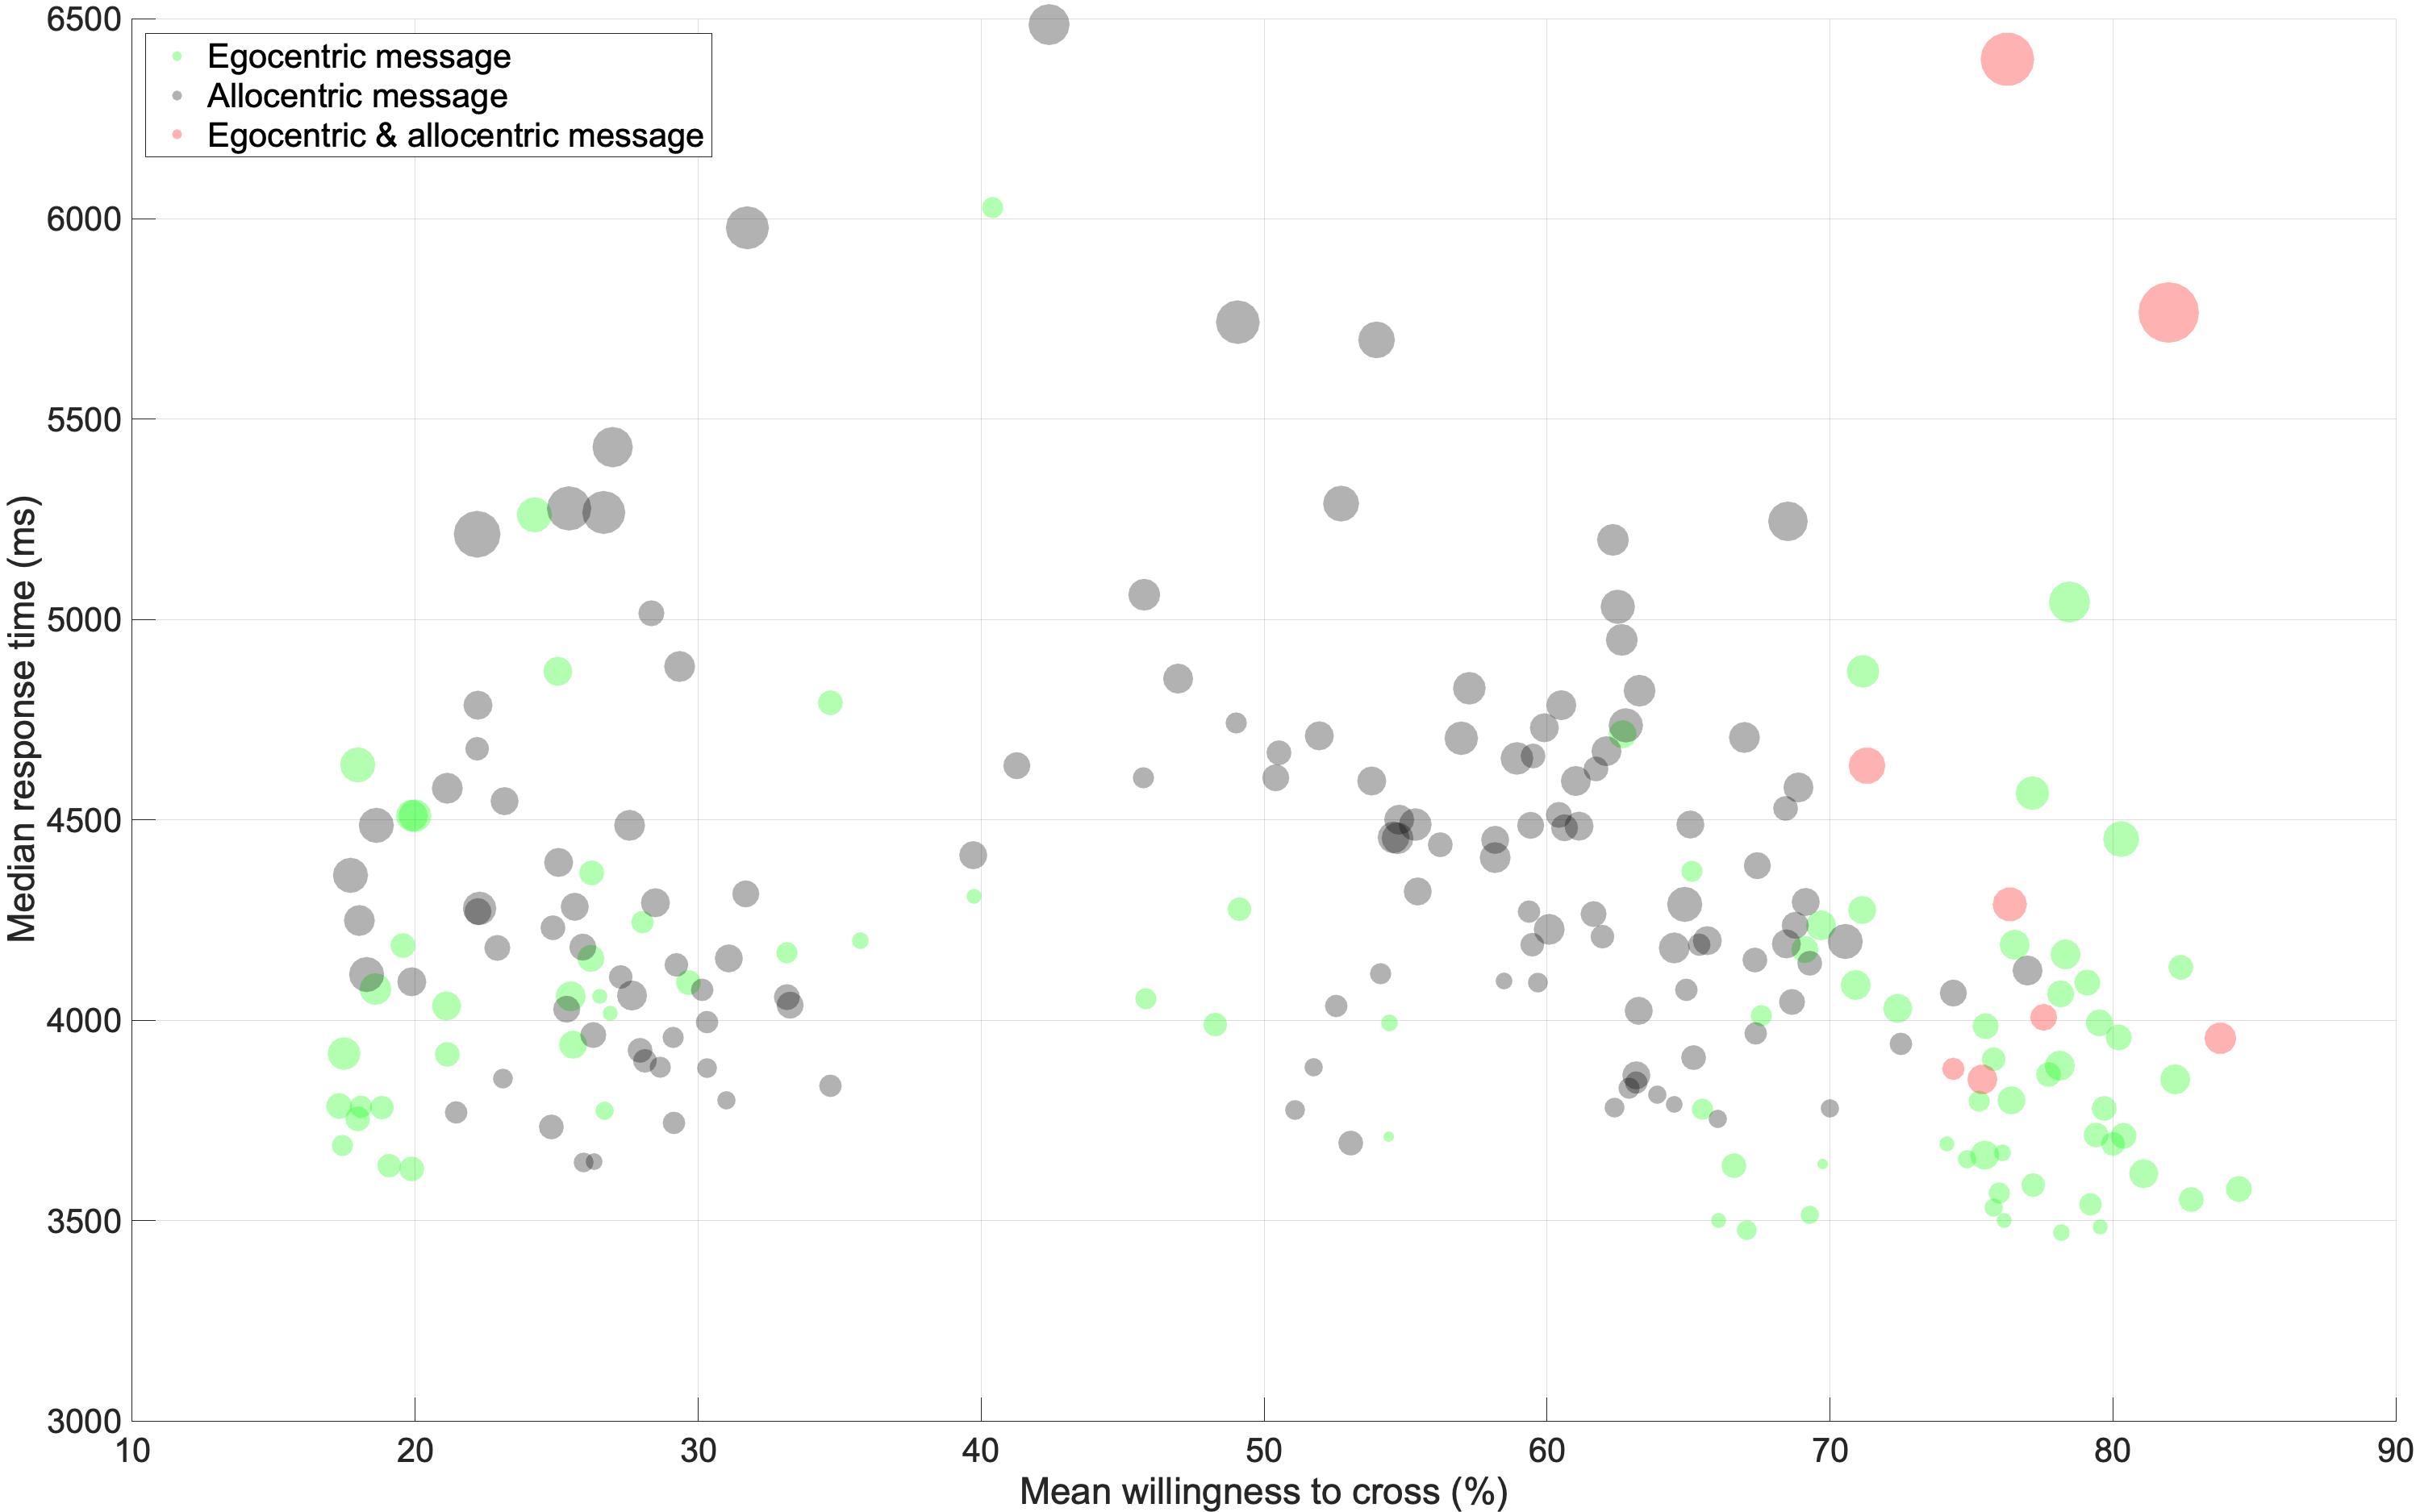 6500
6000
5500
5000
4500
4000
3500
3000
Median response time (ms)
Egocentric message
Allocentric message
Egocentric & allocentric message
10 20 30 40 50 60 70 80 90
Mean willingness to cross (%)